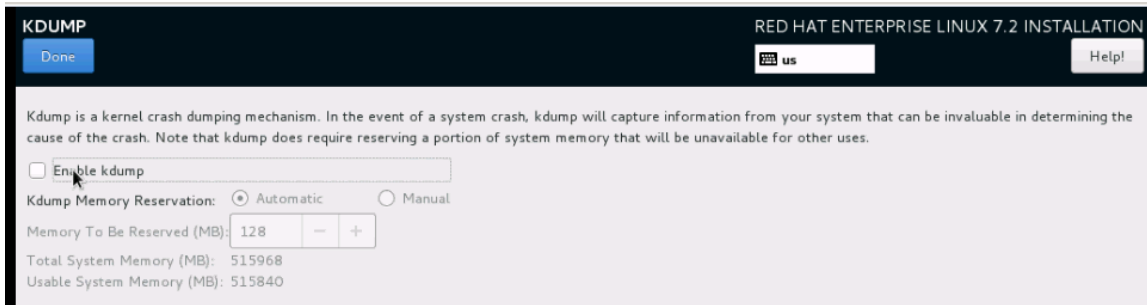 KDUMP
RED HAT ENTERPRISE LINUX 7.2 INSTALLATION
Done
us
Help!
Kdump is a kernel crash dumping mechanism. In the event of a system crash, kdump will capture information from your system that can be invaluable in determining the
cause of the crash. Note that kdump does require reserving a portion of system memory that will be unavailable for other uses.
Enable kdump
Kdump Memory Reservation: Automatic Manual
Memory To Be Reserved (MB): 128 − +
Total System Memory (MB): 515968
Usable System Memory (MB): 515840